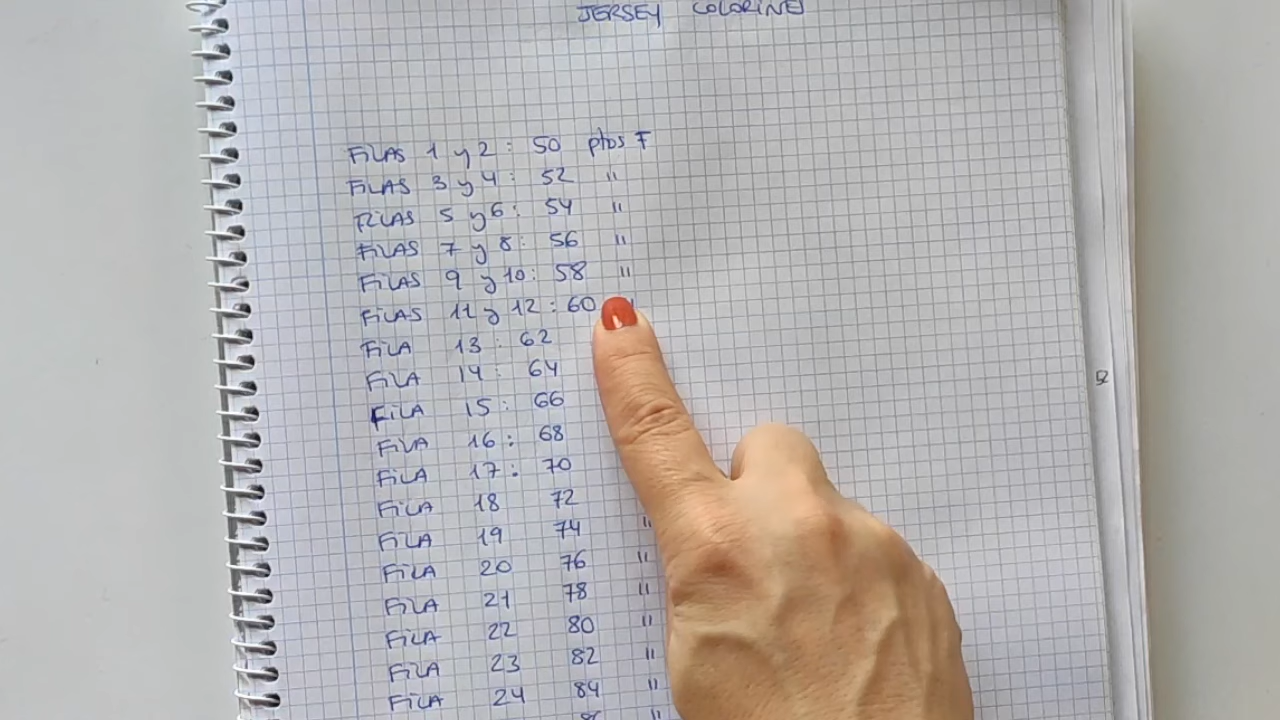 JERSEY COLORINES
FILAS 1 y 2: 50 ptos F
FILAS 3 y 4: 52 "
FILAS 5 y 6: 54 "
FILAS 7 y 8: 56 "
FILAS 9 y 10: 58 "
FILAS 11 y 12: 60 "
FILA 13: 62
FILA 14: 64
FILA 15: 66
FILA 16: 68
FILA 17: 70
FILA 18 72
FILA 19 74 "
FILA 20 76 "
FILA 21 78 "
FILA 22 80 "
FILA 23 82 "
FILA 24 84 "